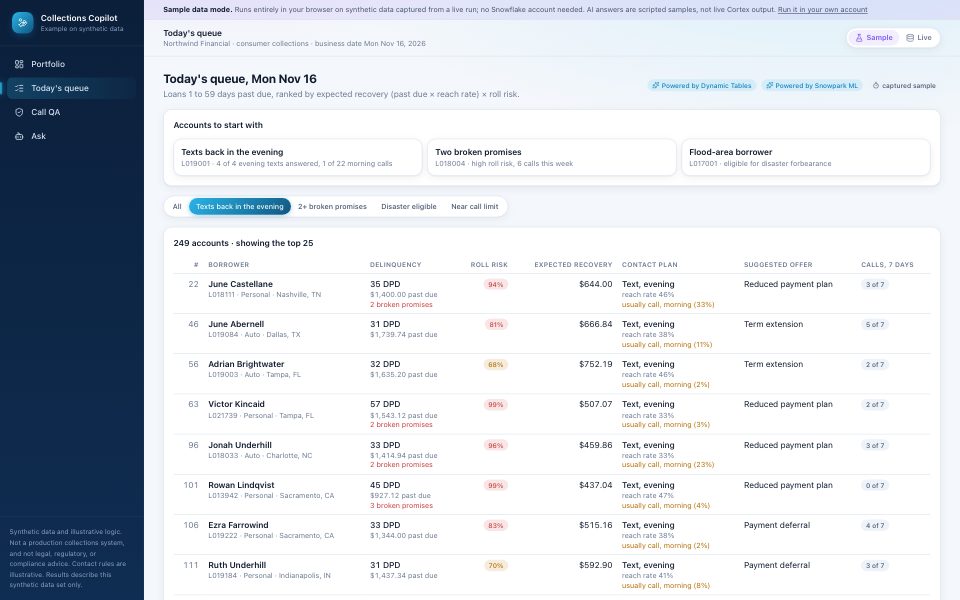 Collections Copilot
Example on synthetic data
Portfolio
Today's queue
Call QA
Ask
Synthetic data and illustrative logic.
Not a production collections system,
and not legal, regulatory, or
compliance advice. Contact rules are
illustrative. Results describe this
synthetic data set only.
Sample data mode. Runs entirely in your browser on synthetic data captured from a live run; no Snowflake account needed. AI answers are scripted samples, not live Cortex output. Run it in your own account
Today's queue
Northwind Financial · consumer collections · business date Mon Nov 16, 2026
Sample Live
Today's queue, Mon Nov 16
Loans 1 to 59 days past due, ranked by expected recovery (past due × reach rate) × roll risk.
Powered by Dynamic Tables Powered by Snowpark ML captured sample
Accounts to start with
Texts back in the evening
L019001 · 4 of 4 evening texts answered, 1 of 22 morning calls
Two broken promises
L018004 · high roll risk, 6 calls this week
Flood-area borrower
L017001 · eligible for disaster forbearance
All Texts back in the evening 2+ broken promises Disaster eligible Near call limit
249 accounts · showing the top 25
# BORROWER DELINQUENCY ROLL RISK EXPECTED RECOVERY CONTACT PLAN SUGGESTED OFFER CALLS, 7 DAYS
22 June Castellane 35 DPD 94% $644.00 Text, evening Reduced payment plan 3 of 7
L018111 · Personal · Nashville, TN $1,400.00 past due reach rate 46%
2 broken promises usually call, morning (33%)
46 June Abernell 31 DPD 81% $666.84 Text, evening Term extension 5 of 7
L019084 · Auto · Dallas, TX $1,739.74 past due reach rate 38%
usually call, morning (11%)
56 Adrian Brightwater 32 DPD 68% $752.19 Text, evening Term extension 2 of 7
L019003 · Auto · Tampa, FL $1,635.20 past due reach rate 46%
usually call, morning (2%)
63 Victor Kincaid 57 DPD 99% $507.07 Text, evening Reduced payment plan 2 of 7
L021739 · Personal · Tampa, FL $1,543.12 past due reach rate 33%
2 broken promises usually call, morning (3%)
96 Jonah Underhill 33 DPD 96% $459.86 Text, evening Reduced payment plan 3 of 7
L018033 · Auto · Charlotte, NC $1,414.94 past due reach rate 33%
2 broken promises usually call, morning (23%)
101 Rowan Lindqvist 45 DPD 99% $437.04 Text, evening Reduced payment plan 0 of 7
L013942 · Personal · Sacramento, CA $927.12 past due reach rate 47%
3 broken promises usually call, morning (4%)
106 Ezra Farrowind 33 DPD 83% $515.16 Text, evening Payment deferral 4 of 7
L019222 · Personal · Sacramento, CA $1,344.00 past due reach rate 38%
usually call, morning (2%)
111 Ruth Underhill 31 DPD 70% $592.90 Text, evening Payment deferral 3 of 7
L019184 · Personal · Indianapolis, IN $1,437.34 past due reach rate 41%
usually call, morning (8%)